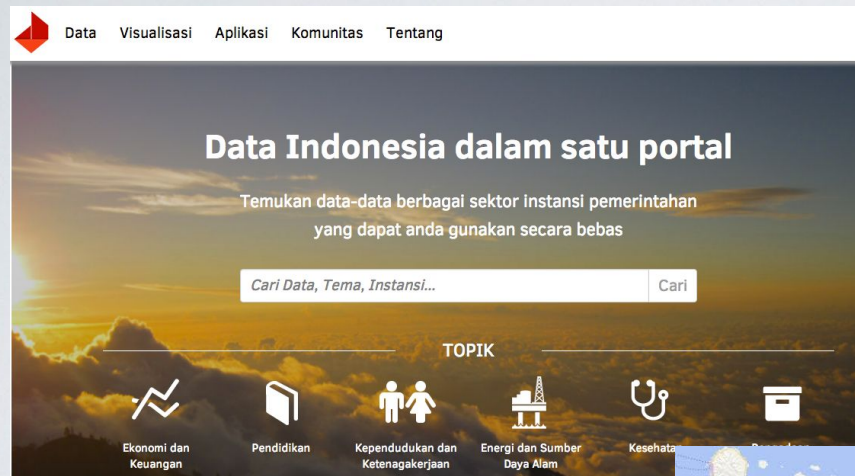 Data Visualisasi Aplikasi Komunitas Tentang
Data Indonesia dalam satu portal
Temukan data-data berbagai sektor instansi pemerintahan
yang dapat anda gunakan secara bebas
Cari Data, Tema, Instansi... Cari
TOPIK
Ekonomi dan
Keuangan
Pendidikan
Kependudukan dan
Ketenagakerjaan
Energi dan Sumber
Daya Alam
Kesehatan